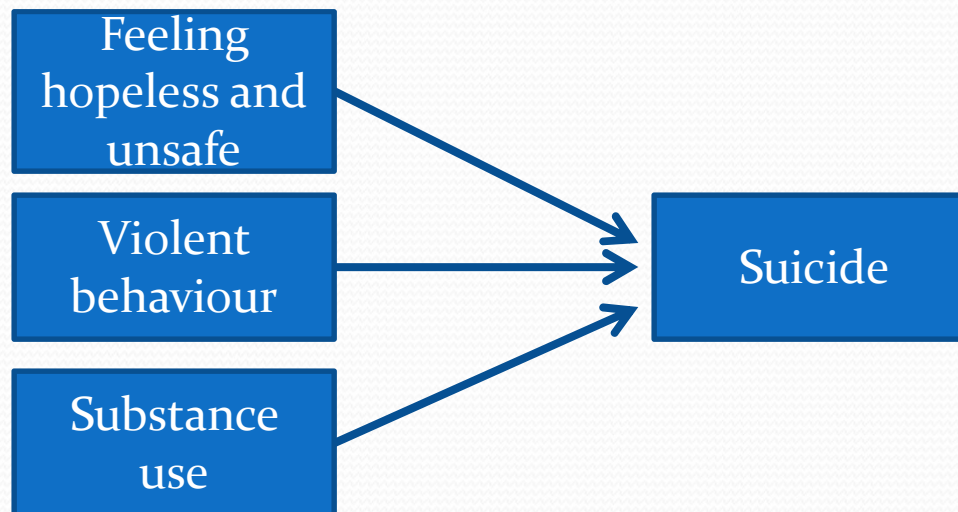 Feeling
hopeless and
unsafe
Violent
behaviour
Suicide
Substance
use